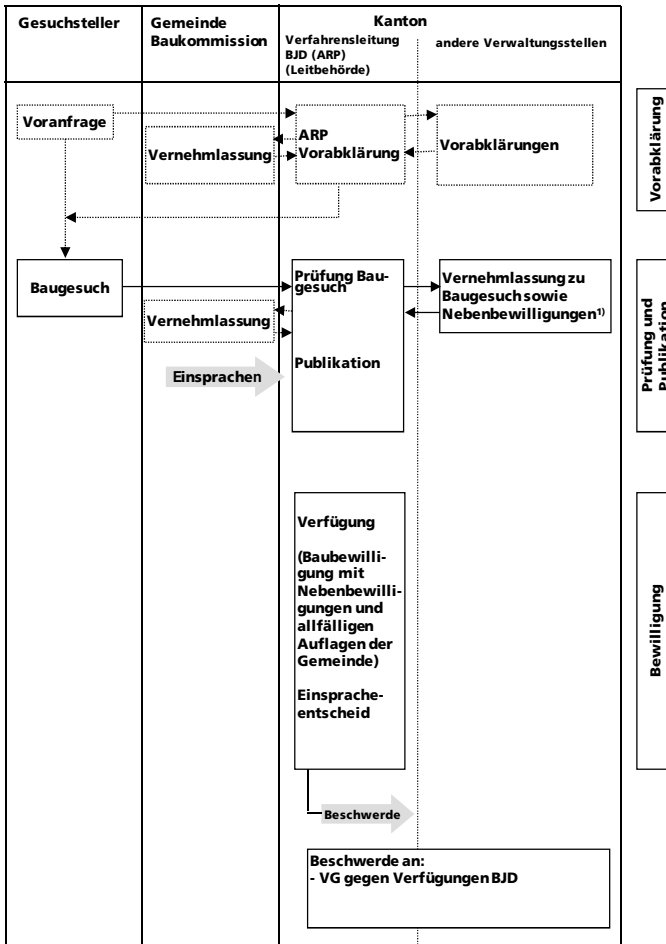 Gesuchsteller
Gemeinde
Baukommission
Kanton
Verfahrensleitung
BJD (ARP)
(Leitbehörde)
andere Verwaltungsstellen
Voranfrage
Vernehmlassung
ARP
Vorabklärung
Vorabklärungen
Vorabklärung
Baugesuch
Vernehmlassung
Prüfung Bau-
gesuch
Publikation
Vernehmlassung zu
Baugesuch sowie
Nebenbewilligungen¹⁾
Einsprachen
Prüfung und
Publikation
Verfügung
(Baubewilli-
gung mit
Nebenbewilli-
gungen und
allfälligen
Auflagen der
Gemeinde)
Einsprache-
entscheid
Bewilligung
Beschwerde
Beschwerde an:
- VG gegen Verfügungen BJD